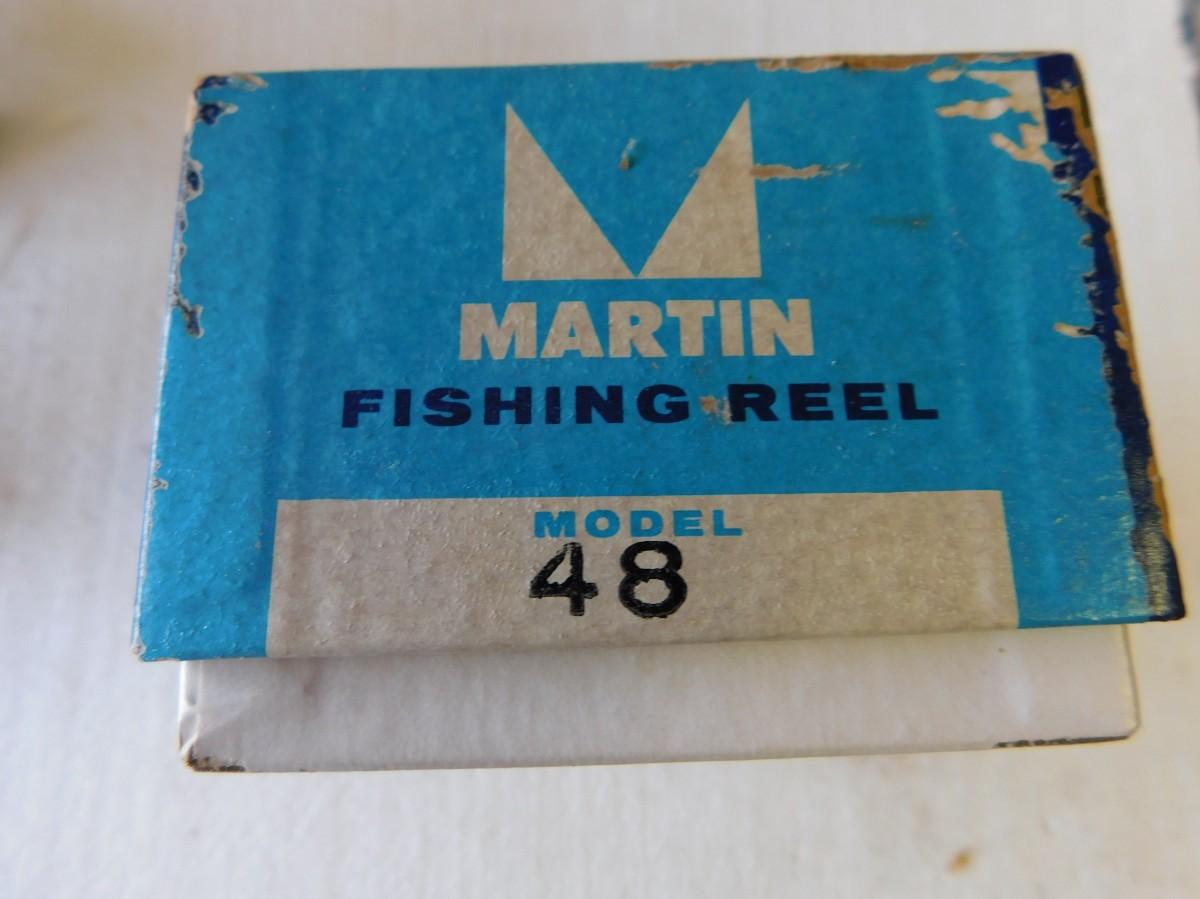 MARTIN
FISHING REEL
MODEL
48